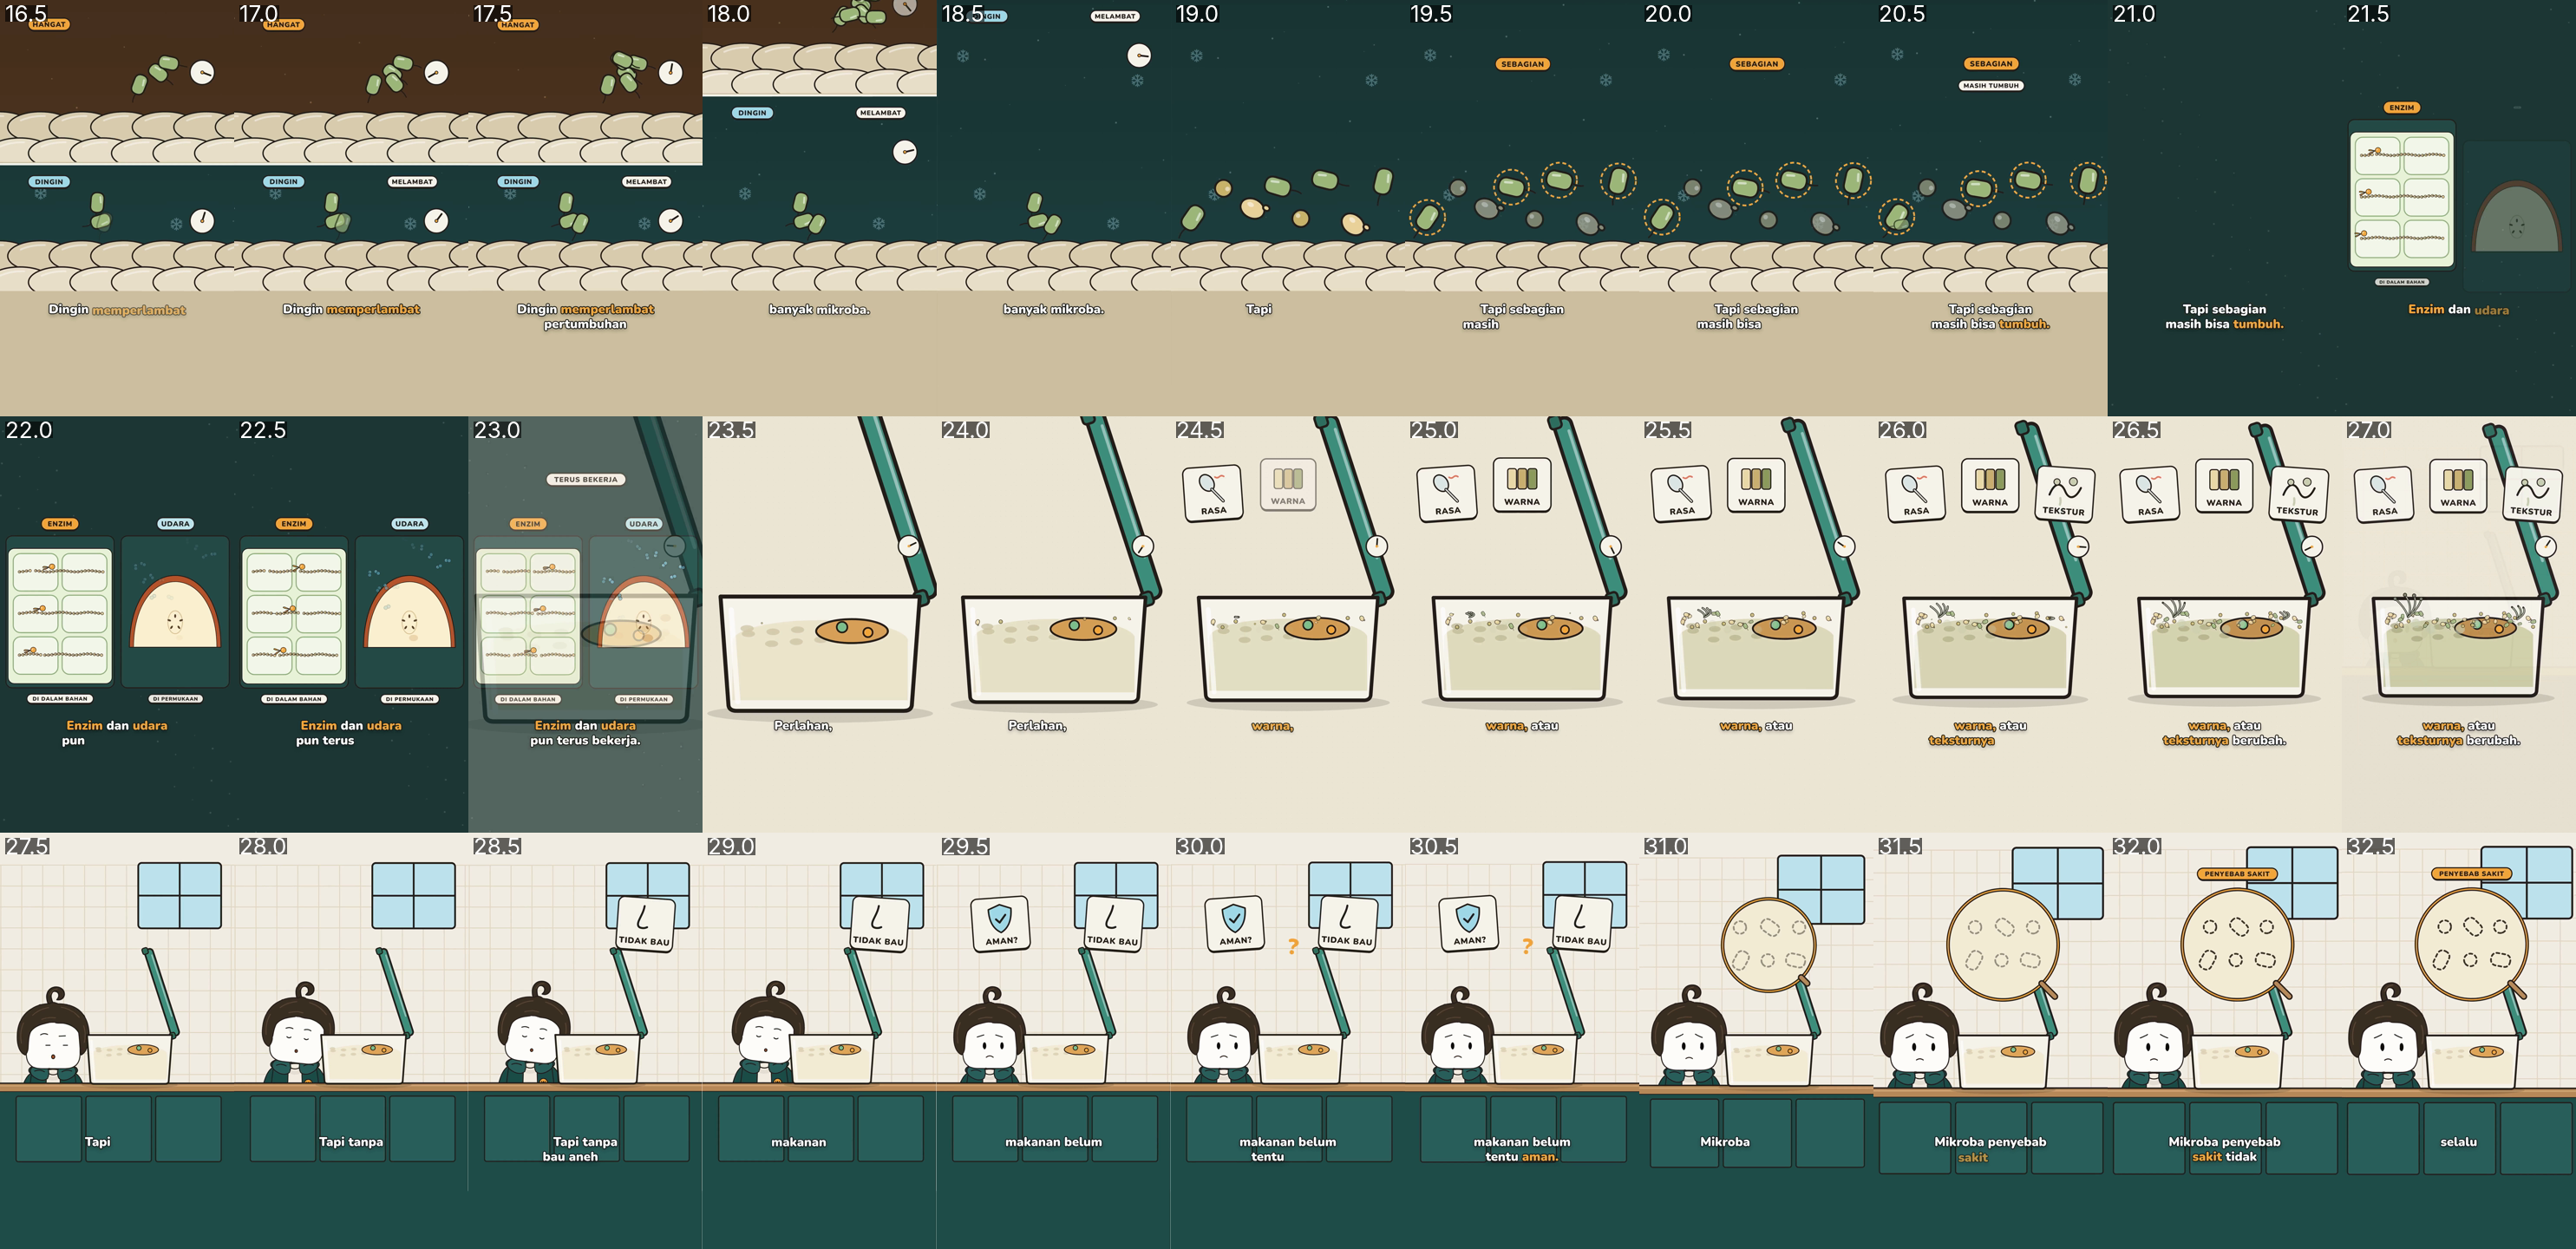 16.5
HANGAT
DINGIN
Dingin memperlambat
17.0
HANGAT
DINGIN
MELAMBAT
Dingin memperlambat
17.5
HANGAT
DINGIN
MELAMBAT
Dingin memperlambat
pertumbuhan
18.0
DINGIN
MELAMBAT
banyak mikroba.
18.5
MELAMBAT
banyak mikroba.
19.0
Tapi
19.5
SEBAGIAN
Tapi sebagian
masih
20.0
SEBAGIAN
Tapi sebagian
masih bisa
20.5
SEBAGIAN
MASIH TUMBUH
Tapi sebagian
masih bisa tumbuh.
21.0
Tapi sebagian
masih bisa tumbuh.
21.5
ENZIM
DI DALAM BAHAN
Enzim dan udara
22.0
ENZIM
UDARA
DI DALAM BAHAN
DI PERMUKAAN
Enzim dan udara
pun
22.5
ENZIM
UDARA
DI DALAM BAHAN
DI PERMUKAAN
Enzim dan udara
pun terus
23.0
TERUS BEKERJA
ENZIM
UDARA
DI DALAM BAHAN
DI PERMUKAAN
Enzim dan udara
pun terus bekerja.
23.5
Perlahan,
24.0
Perlahan,
24.5
RASA
WARNA
warna,
25.0
RASA
WARNA
warna, atau
25.5
RASA
WARNA
warna, atau
26.0
RASA
WARNA
TEKSTUR
warna, atau
teksturnya
26.5
RASA
WARNA
TEKSTUR
warna, atau
teksturnya berubah.
27.0
RASA
WARNA
TEKSTUR
warna, atau
teksturnya berubah.
27.5
Tapi
28.0
Tapi tanpa
28.5
TIDAK BAU
Tapi tanpa
bau aneh
29.0
TIDAK BAU
makanan
29.5
AMAN?
TIDAK BAU
makanan belum
30.0
AMAN?
?
TIDAK BAU
makanan belum
tentu
30.5
AMAN?
?
TIDAK BAU
makanan belum
tentu aman.
31.0
Mikroba
31.5
Mikroba penyebab
sakit
32.0
PENYEBAB SAKIT
Mikroba penyebab
sakit tidak
32.5
PENYEBAB SAKIT
selalu